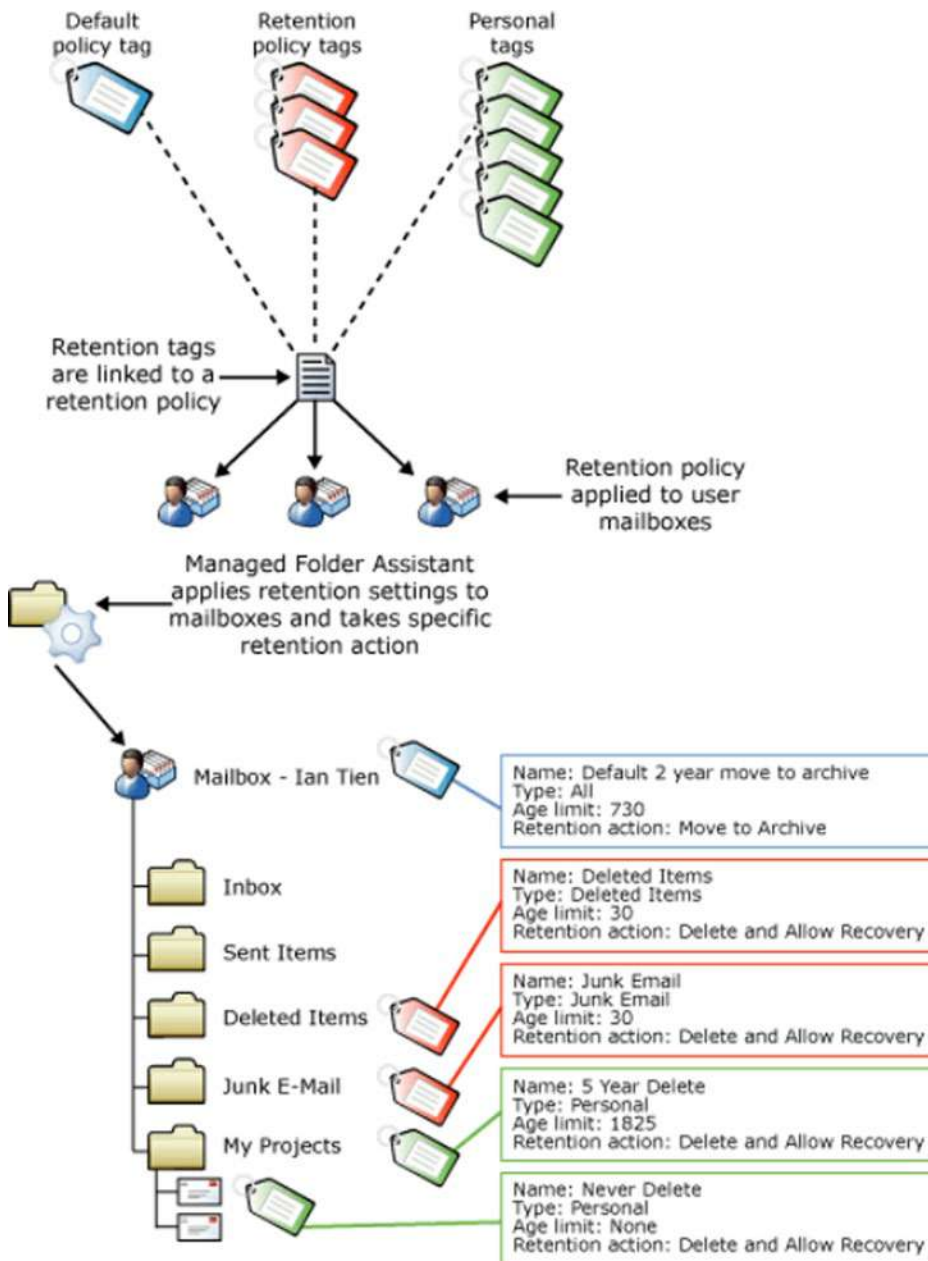 Default
policy tag
Retention
policy tags
Personal
tags
Retention tags
are linked to a
retention policy
Retention policy
applied to user
mailboxes
Managed Folder Assistant
applies retention settings to
mailboxes and takes specific
retention action
Mailbox - Ian Tien
Name: Default 2 year move to archive
Type: All
Age limit: 730
Retention action: Move to Archive
Inbox
Sent Items
Deleted Items
Name: Deleted Items
Type: Deleted Items
Age limit: 30
Retention action: Delete and Allow Recovery
Junk E-Mail
Name: Junk Email
Type: Junk Email
Age limit: 30
Retention action: Delete and Allow Recovery
My Projects
Name: 5 Year Delete
Type: Personal
Age limit: 1825
Retention action: Delete and Allow Recovery
Name: Never Delete
Type: Personal
Age limit: None
Retention action: Delete and Allow Recovery